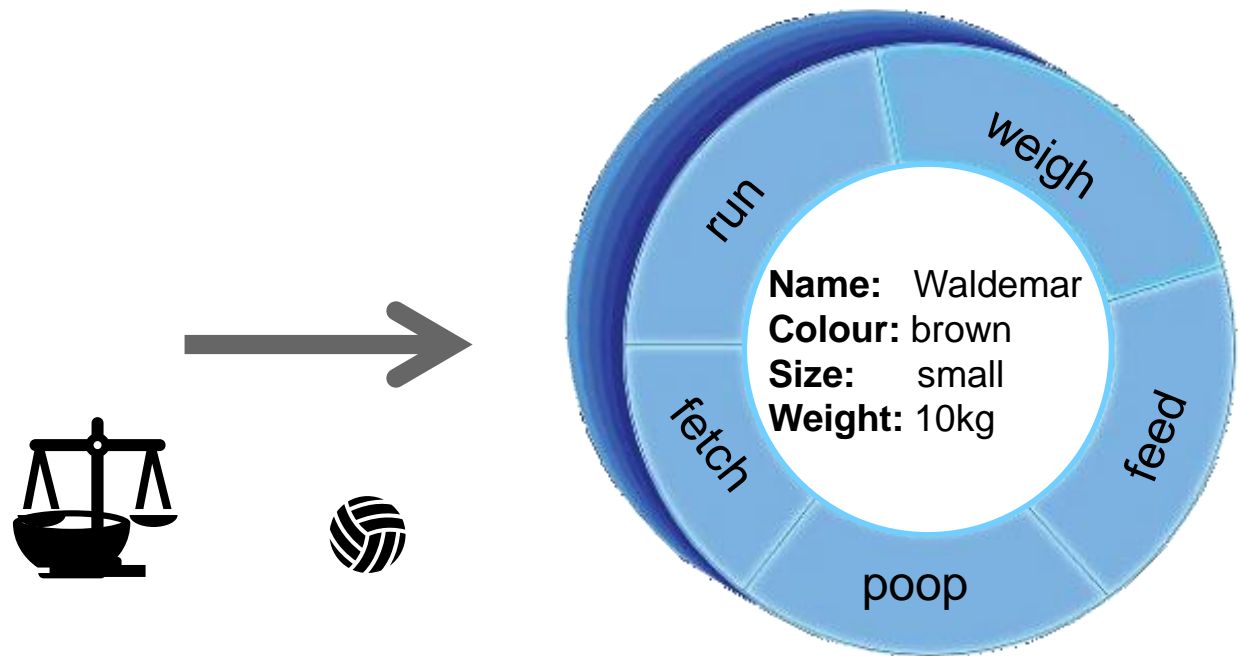 weigh
run
Name: Waldemar
Colour: brown
Size: small
Weight: 10kg
fetch
feed
poop